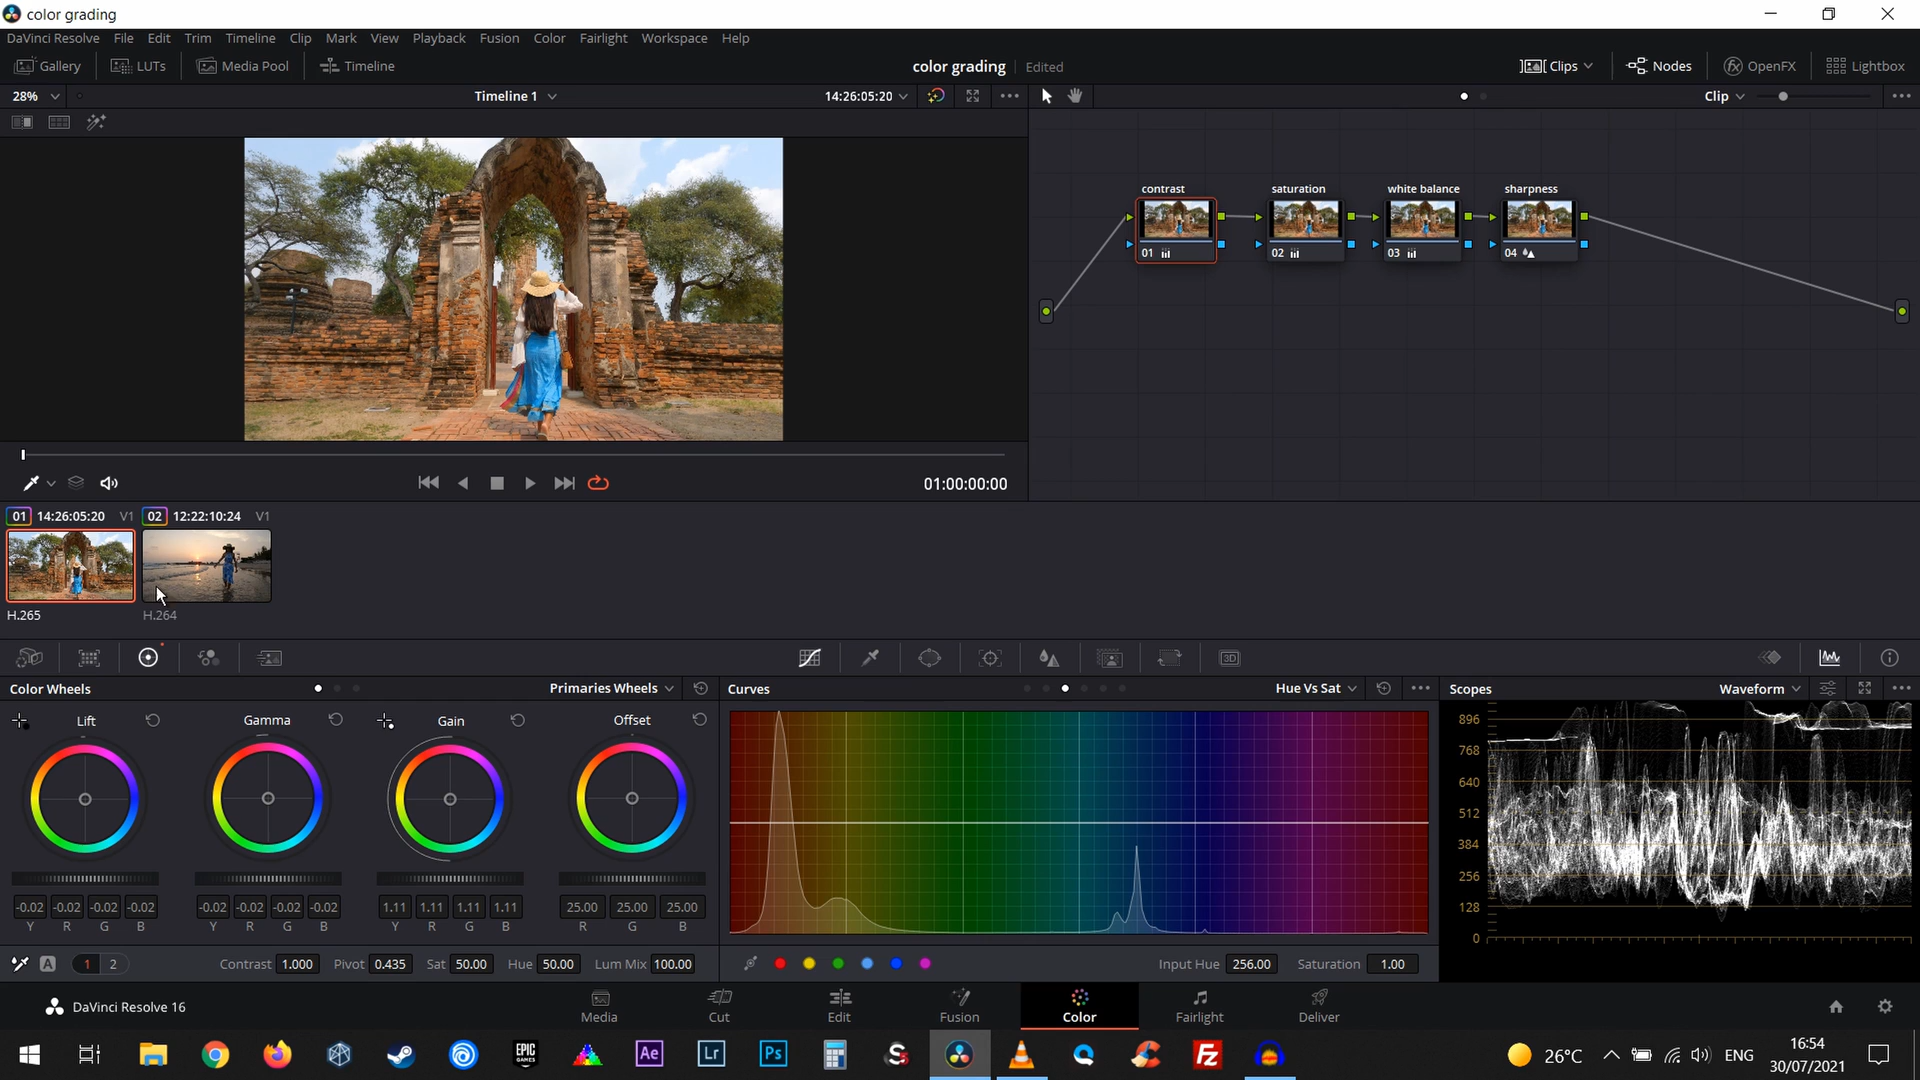 color grading
DaVinci Resolve File Edit Trim Timeline Clip Mark View Playback Fusion Color Fairlight Workspace Help
Gallery LUTs Media Pool Timeline color grading Edited Clips Nodes fx OpenFX Lightbox
28% Timeline 1 14:26:05:20 Clip
contrast saturation white balance sharpness
01 02 03 04
01:00:00:00
01 14:26:05:20 V1 02 12:22:10:24 V1
H.265 H.264
3D
Color Wheels Primaries Wheels Curves Hue Vs Sat Scopes Waveform
Lift Gamma Gain Offset
896
768
640
512
384
256
128
0
-0.02 -0.02 -0.02 -0.02 -0.02 -0.02 -0.02 -0.02 1.11 1.11 1.11 1.11 25.00 25.00 25.00
Y R G B Y R G B Y R G B R G B
A 1 2 Contrast 1.000 Pivot 0.435 Sat 50.00 Hue 50.00 Lum Mix 100.00 Input Hue 256.00 Saturation 1.00
DaVinci Resolve 16 Media Cut Edit Fusion Color Fairlight Deliver
EPIC GAMES Ae Lr Ps S Fz 26°C ENG 16:54
30/07/2021